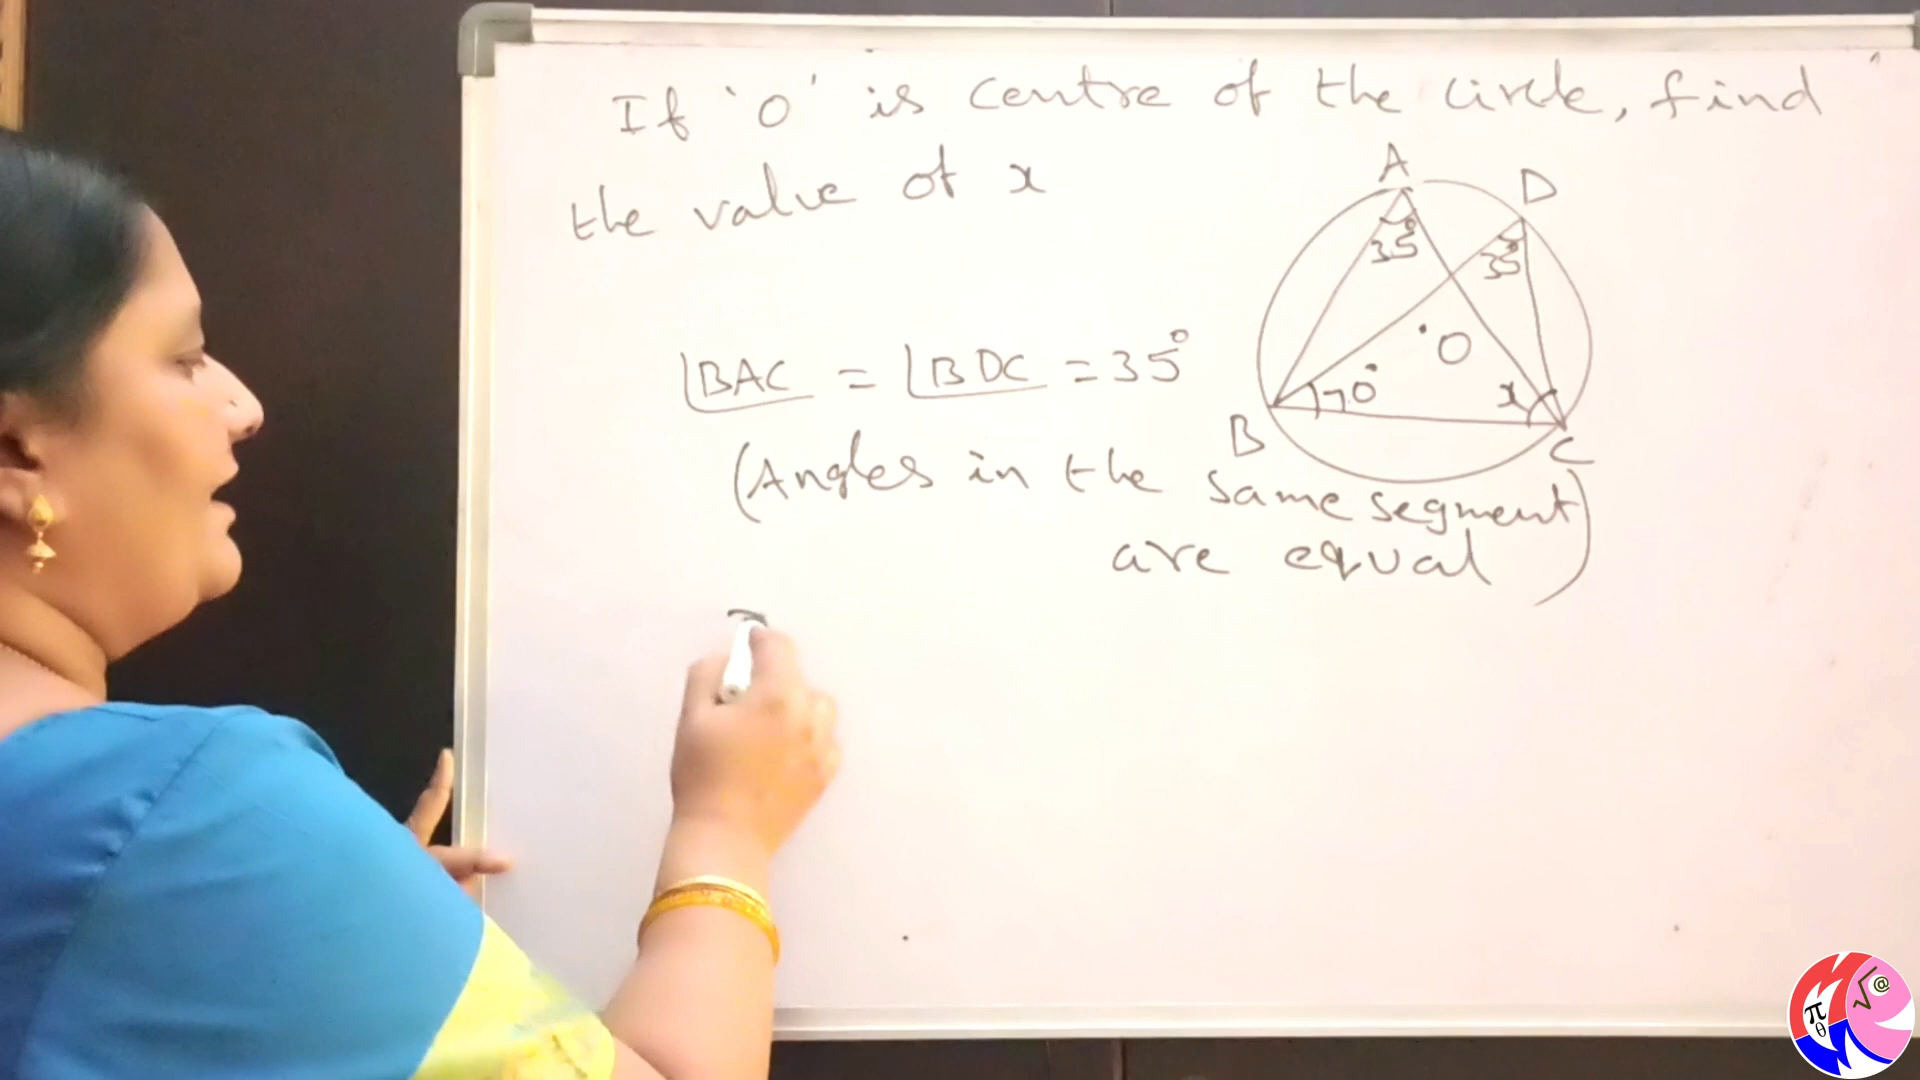 If 'O' is centre of the circle, find
the value of x
A
D
35°
35°
O
70°
x
B
C
∠BAC = ∠BDC = 35°
(Angles in the same segment
are equal)
π
θ
√
@